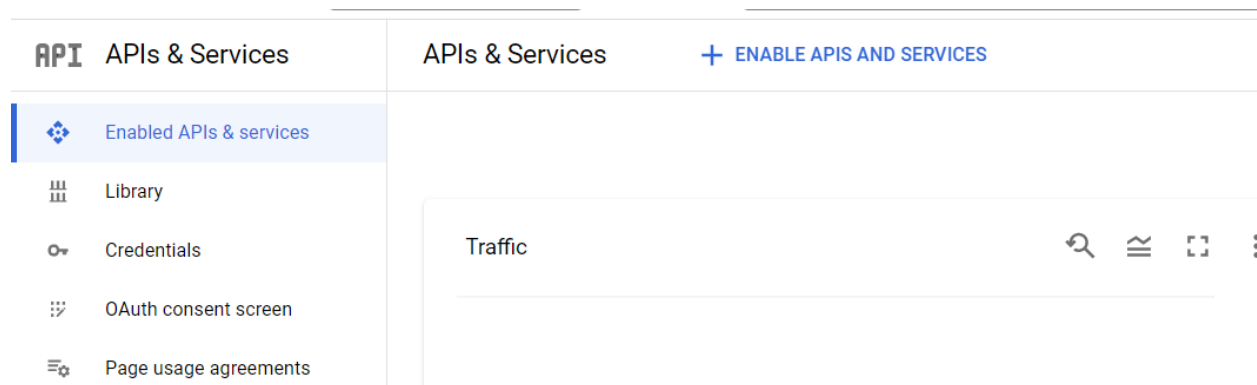 API APIs & Services
APIs & Services
+ ENABLE APIS AND SERVICES
Enabled APIs & services
Library
Credentials
OAuth consent screen
Page usage agreements
Traffic